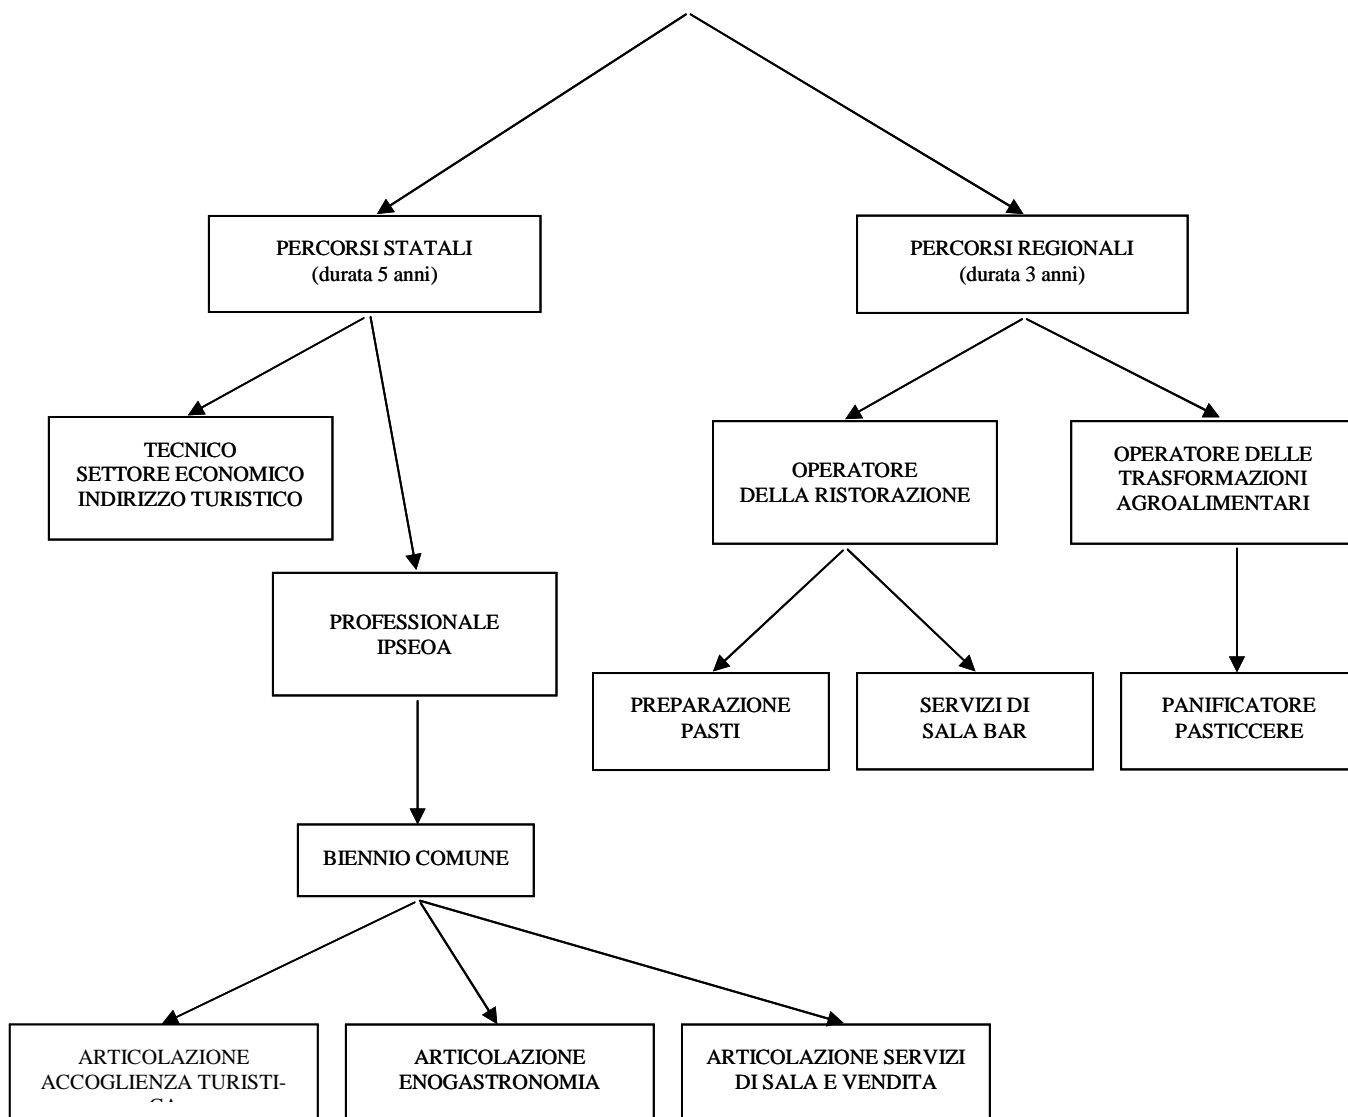 PERCORSI STATALI
(durata 5 anni)
PERCORSI REGIONALI
(durata 3 anni)
TECNICO
SETTORE ECONOMICO
INDIRIZZO TURISTICO
OPERATORE
DELLA RISTORAZIONE
OPERATORE DELLE
TRASFORMAZIONI
AGROALIMENTARI
PROFESSIONALE
IPSEOA
PREPARAZIONE
PASTI
SERVIZI DI
SALA BAR
PANIFICATORE
PASTICCERE
BIENNIO COMUNE
ARTICOLAZIONE
ACCOGLIENZA TURISTI-
ARTICOLAZIONE
ENOGASTRONOMIA
ARTICOLAZIONE SERVIZI
DI SALA E VENDITA